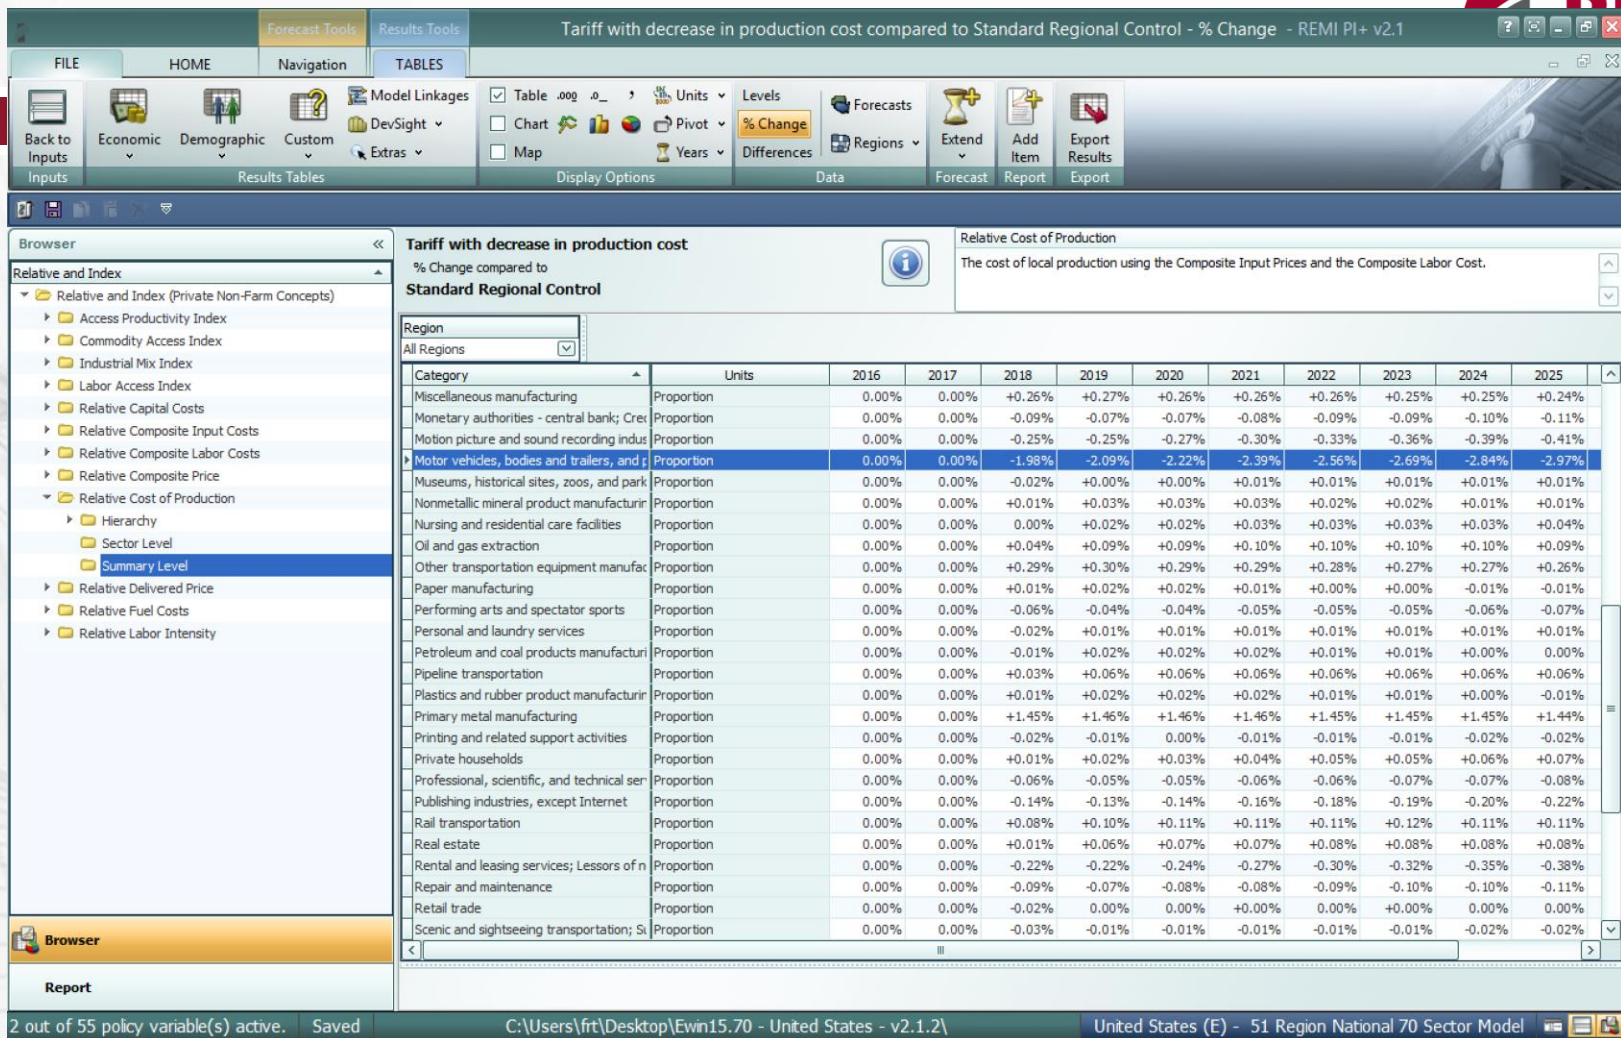 Forecast Tools Results Tools Tariff with decrease in production cost compared to Standard Regional Control - % Change - REMI PI+ v2.1
FILE HOME Navigation TABLES
Back to Inputs
Economic Demographic Custom
Model Linkages
DevSight
Extras
Table .000 .0_ , Units
Chart Pivot
Map Years
Levels
% Change
Differences
Forecasts
Regions
Extend
Add Item
Export Results
Inputs Results Tables Display Options Data Forecast Report Export
Browser «
Relative and Index
Relative and Index (Private Non-Farm Concepts)
Access Productivity Index
Commodity Access Index
Industrial Mix Index
Labor Access Index
Relative Capital Costs
Relative Composite Input Costs
Relative Composite Labor Costs
Relative Composite Price
Relative Cost of Production
Hierarchy
Sector Level
Summary Level
Relative Delivered Price
Relative Fuel Costs
Relative Labor Intensity
Browser
Report
Tariff with decrease in production cost
% Change compared to
Standard Regional Control
Relative Cost of Production
The cost of local production using the Composite Input Prices and the Composite Labor Cost.
Region
All Regions
Category Units 2016 2017 2018 2019 2020 2021 2022 2023 2024 2025
Miscellaneous manufacturing Proportion 0.00% 0.00% +0.26% +0.27% +0.26% +0.26% +0.26% +0.25% +0.25% +0.24%
Monetary authorities - central bank; Cre Proportion 0.00% 0.00% -0.09% -0.07% -0.07% -0.08% -0.09% -0.09% -0.10% -0.11%
Motion picture and sound recording indus Proportion 0.00% 0.00% -0.25% -0.25% -0.27% -0.30% -0.33% -0.36% -0.39% -0.41%
Motor vehicles, bodies and trailers, and p Proportion 0.00% 0.00% -1.98% -2.09% -2.22% -2.39% -2.56% -2.69% -2.84% -2.97%
Museums, historical sites, zoos, and park Proportion 0.00% 0.00% -0.02% +0.00% +0.00% +0.01% +0.01% +0.01% +0.01% +0.01%
Nonmetallic mineral product manufacturin Proportion 0.00% 0.00% +0.01% +0.03% +0.03% +0.03% +0.02% +0.02% +0.01% +0.01%
Nursing and residential care facilities Proportion 0.00% 0.00% 0.00% +0.02% +0.02% +0.03% +0.03% +0.03% +0.03% +0.04%
Oil and gas extraction Proportion 0.00% 0.00% +0.04% +0.09% +0.09% +0.10% +0.10% +0.10% +0.10% +0.09%
Other transportation equipment manufac Proportion 0.00% 0.00% +0.29% +0.30% +0.29% +0.29% +0.28% +0.27% +0.27% +0.26%
Paper manufacturing Proportion 0.00% 0.00% +0.01% +0.02% +0.02% +0.01% +0.00% +0.00% -0.01% -0.01%
Performing arts and spectator sports Proportion 0.00% 0.00% -0.06% -0.04% -0.04% -0.05% -0.05% -0.05% -0.06% -0.07%
Personal and laundry services Proportion 0.00% 0.00% -0.02% +0.01% +0.01% +0.01% +0.01% +0.01% +0.01% +0.01%
Petroleum and coal products manufacturi Proportion 0.00% 0.00% -0.01% +0.02% +0.02% +0.02% +0.01% +0.01% +0.00% 0.00%
Pipeline transportation Proportion 0.00% 0.00% +0.03% +0.06% +0.06% +0.06% +0.06% +0.06% +0.06% +0.06%
Plastics and rubber product manufacturin Proportion 0.00% 0.00% +0.01% +0.02% +0.02% +0.02% +0.01% +0.01% +0.00% -0.01%
Primary metal manufacturing Proportion 0.00% 0.00% +1.45% +1.46% +1.46% +1.46% +1.45% +1.45% +1.45% +1.44%
Printing and related support activities Proportion 0.00% 0.00% -0.02% -0.01% 0.00% -0.01% -0.01% -0.01% -0.02% -0.02%
Private households Proportion 0.00% 0.00% +0.01% +0.02% +0.03% +0.04% +0.05% +0.05% +0.06% +0.07%
Professional, scientific, and technical ser Proportion 0.00% 0.00% -0.06% -0.05% -0.05% -0.06% -0.06% -0.07% -0.07% -0.08%
Publishing industries, except Internet Proportion 0.00% 0.00% -0.14% -0.13% -0.14% -0.16% -0.18% -0.19% -0.20% -0.22%
Rail transportation Proportion 0.00% 0.00% +0.08% +0.10% +0.11% +0.11% +0.11% +0.12% +0.11% +0.11%
Real estate Proportion 0.00% 0.00% +0.01% +0.06% +0.07% +0.07% +0.08% +0.08% +0.08% +0.08%
Rental and leasing services; Lessors of n Proportion 0.00% 0.00% -0.22% -0.22% -0.24% -0.27% -0.30% -0.32% -0.35% -0.38%
Repair and maintenance Proportion 0.00% 0.00% -0.09% -0.07% -0.08% -0.08% -0.09% -0.10% -0.10% -0.11%
Retail trade Proportion 0.00% 0.00% -0.02% 0.00% 0.00% +0.00% 0.00% +0.00% 0.00% 0.00%
Scenic and sightseeing transportation; Su Proportion 0.00% 0.00% -0.03% -0.01% -0.01% -0.01% -0.01% -0.01% -0.02% -0.02%
2 out of 55 policy variable(s) active. Saved C:\Users\frt\Desktop\Ewin15.70 - United States - v2.1.2\ United States (E) - 51 Region National 70 Sector Model